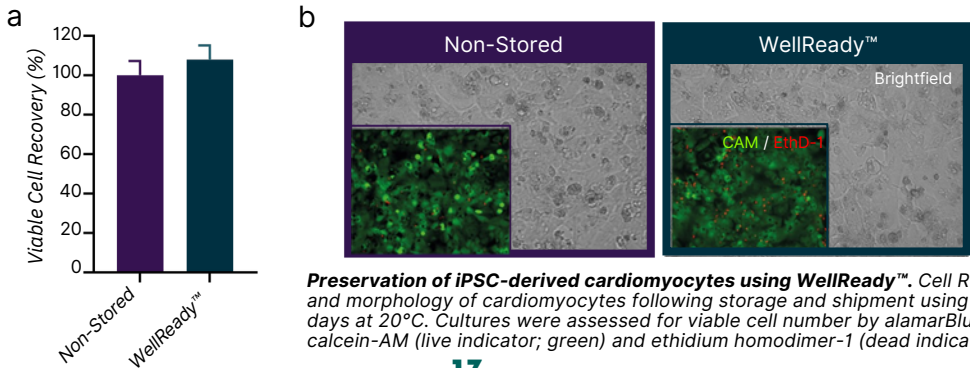 a
Viable Cell Recovery (%)
120
100
80
60
40
20
0
Non-Stored
WellReady™
b
Non-Stored
WellReady™
Brightfield
CAM / EthD-1
Preservation of iPSC-derived cardiomyocytes using WellReady™. Cell
and morphology of cardiomyocytes following storage and shipment using
days at 20°C. Cultures were assessed for viable cell number by
calcein-AM (live indicator; green) and ethidium homodimer-1 (dead